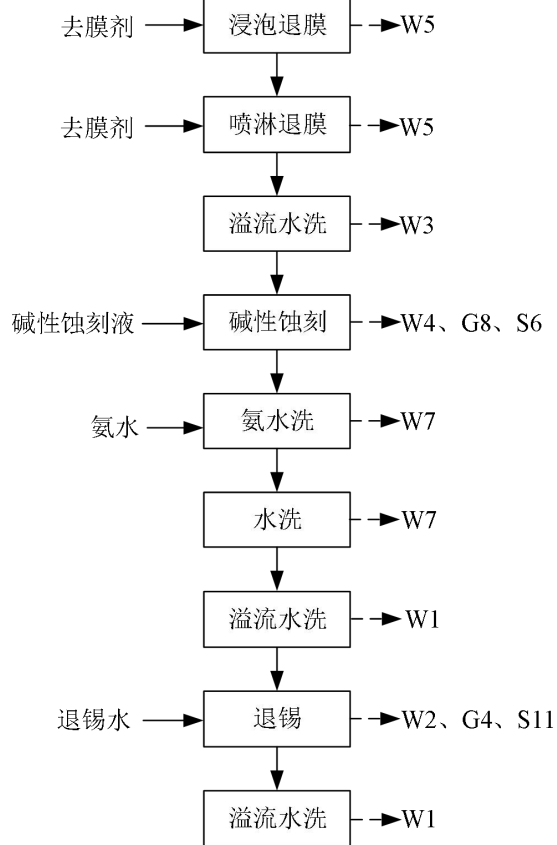 去膜剂 浸泡退膜 W5
去膜剂 喷淋退膜 W5
溢流水洗 W3
碱性蚀刻液 碱性蚀刻 W4、G8、S6
氨水 氨水洗 W7
水洗 W7
溢流水洗 W1
退锡水 退锡 W2、G4、S11
溢流水洗 W1